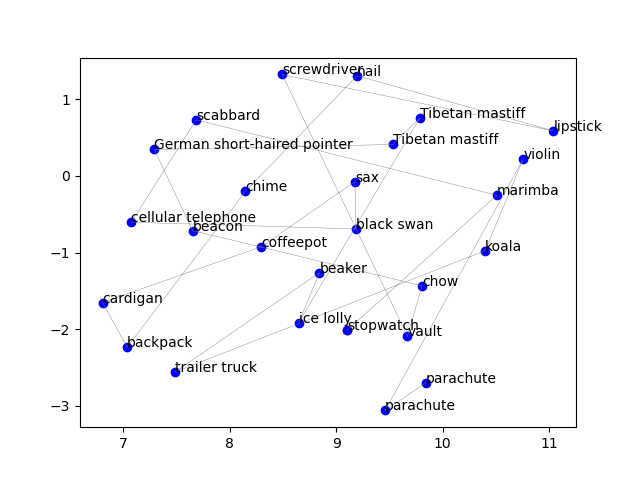 screwdriver
nail
1
scabbard
Tibetan mastiff
lipstick
German short-haired pointer
Tibetan mastiff
violin
0
chime
sax
marimba
cellular telephone
beacon
black swan
coffeepot
koala
−1
beaker
chow
cardigan
ice lolly
stopwatch
vault
−2
backpack
trailer truck
parachute
parachute
−3
7 8 9 10 11